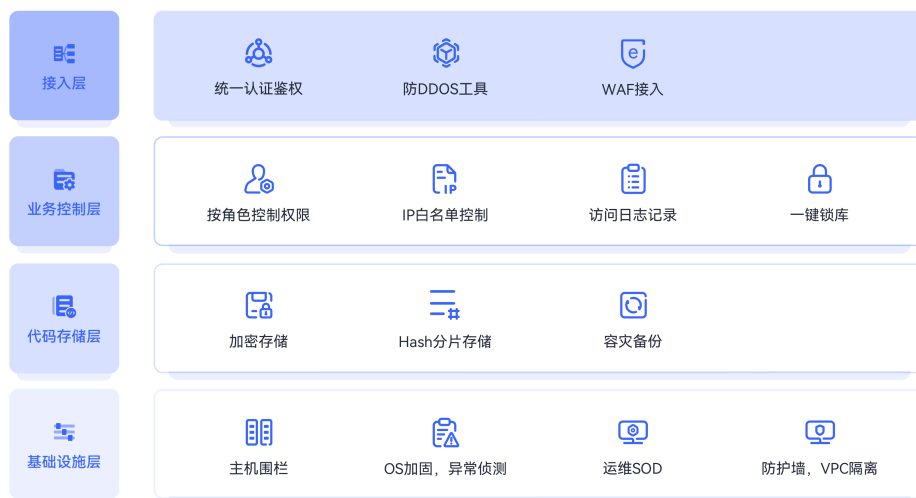 接入层
统一认证鉴权
防DDOS工具
WAF接入
业务控制层
按角色控制权限
IP白名单控制
访问日志记录
一键锁库
代码存储层
加密存储
Hash分片存储
容灾备份
基础设施层
主机围栏
OS加固，异常侦测
运维SOD
防护墙，VPC隔离